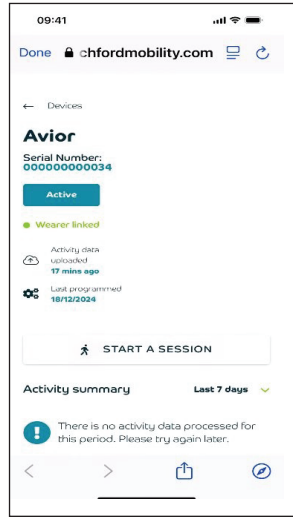 09:41
Done chfordmobility.com
← Devices
Avior
Serial Number:
000000000034
Active
Wearer linked
Activity data
uploaded
17 mins ago
Last programmed
18/12/2024
START A SESSION
Activity summary Last 7 days
There is no activity data processed for
this period. Please try again later.